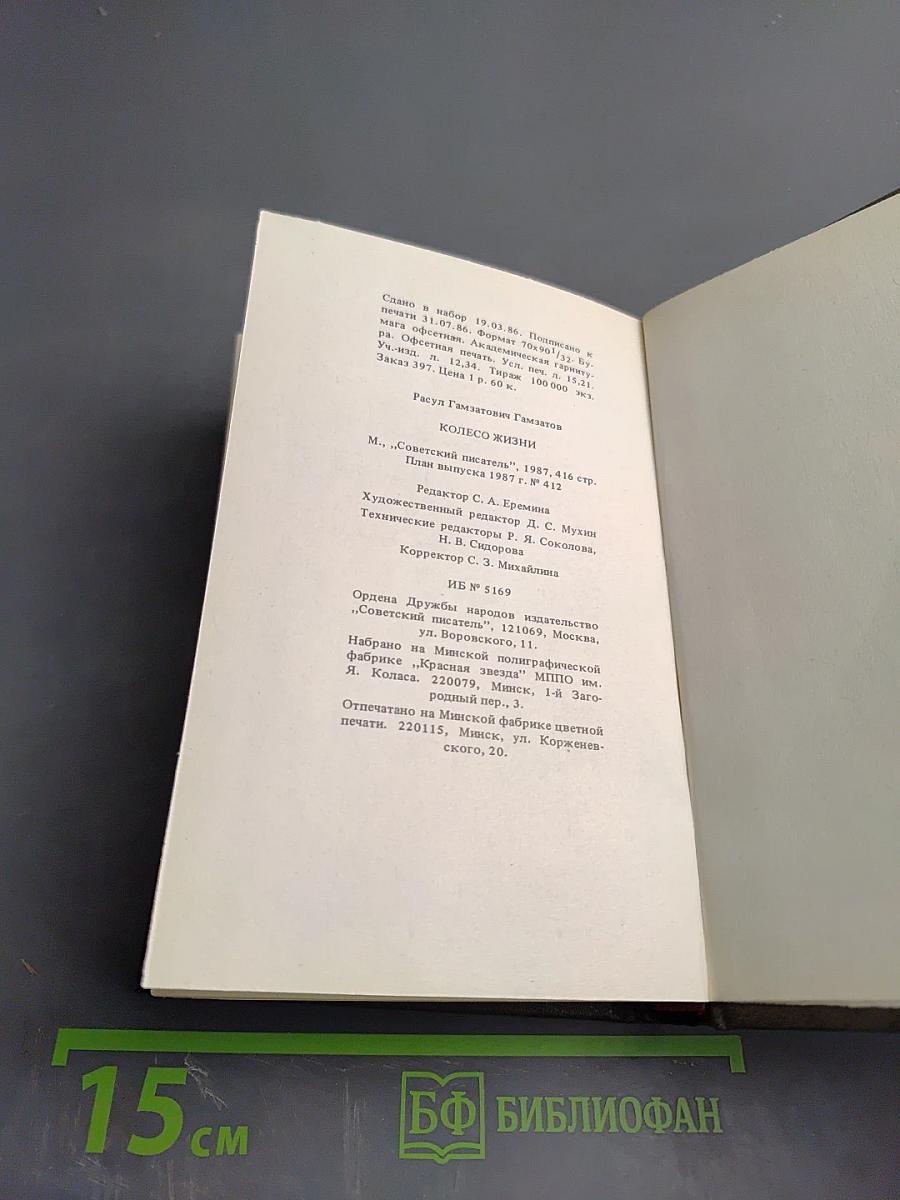 Сдано в набор 19.03.86. Подписано к
печати 31.07.86. Формат 70х90 1/32. Бу-
мага офсетная. Академическая гарниту-
ра. Офсетная печать. Усл. печ. л. 15,21.
Уч.-изд. л. 12,34. Тираж 100 000 экз.
Заказ 397. Цена 1 р. 60 к.
Расул Гамзатович Гамзатов
КОЛЕСО ЖИЗНИ
М., „Советский писатель", 1987, 416 стр.
План выпуска 1987 г. № 412
Редактор С. А. Еремина
Художественный редактор Д. С. Мухин
Технические редакторы Р. Я. Соколова,
Н. В. Сидорова
Корректор С. З. Михайлина
ИБ № 5169
Ордена Дружбы народов издательство
„Советский писатель", 121069, Москва,
ул. Воровского, 11.
Набрано на Минской полиграфической
фабрике „Красная звезда" МППО им.
Я. Коласа. 220079, Минск, 1-й Заго-
родный пер., 3.
Отпечатано на Минской фабрике цветной
печати. 220115, Минск, ул. Корженев-
ского, 20.
15 см
БФ БИБЛИОФАН